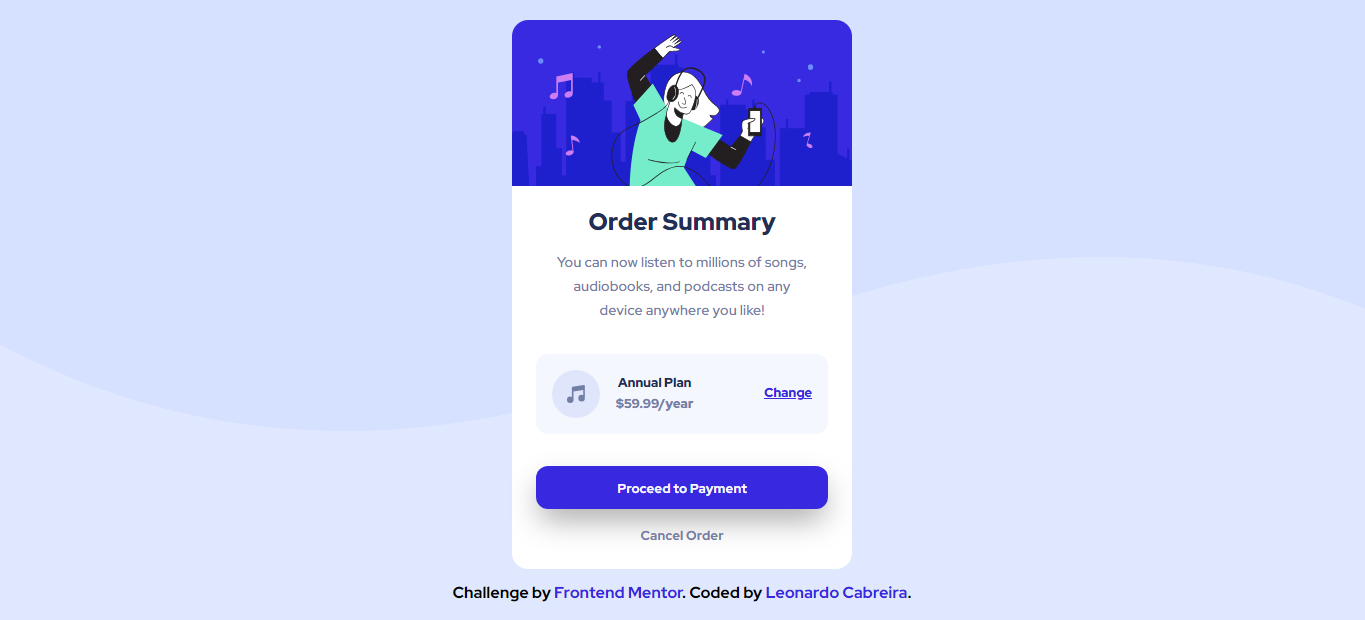 Order Summary
You can now listen to millions of songs,
audiobooks, and podcasts on any
device anywhere you like!
Annual Plan
$59.99/year
Change
Proceed to Payment
Cancel Order
Challenge by Frontend Mentor. Coded by Leonardo Cabreira.